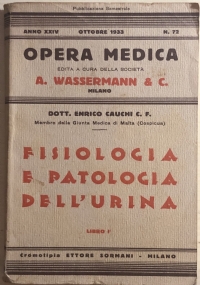 Pubblicazione Semestrale
ANNO XXIV OTTOBRE 1933 N. 72
OPERA MEDICA
EDITA A CURA DELLA SOCIETÀ
A. WASSERMANN & C.
MILANO
DOTT. ENRICO CAUCHI C. F.
Membro della Giunta Medica di Malta
FISIOLOGIA
E PATOLOGIA
DELL'URINA
LIBRO I°
Cromotipia ETTORE SORMANI - MILANO